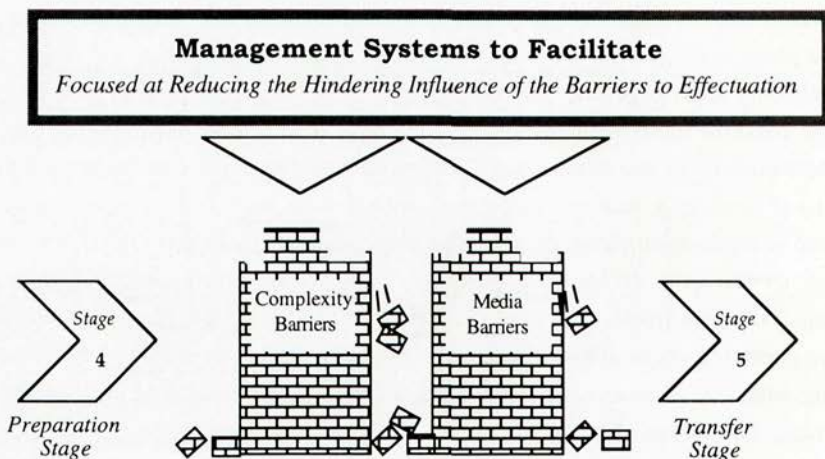 Management Systems to Facilitate
Focused at Reducing the Hindering Influence of the Barriers to Effectuation
Stage
4
Preparation
Stage
Complexity
Barriers
Media
Barriers
Stage
5
Transfer
Stage